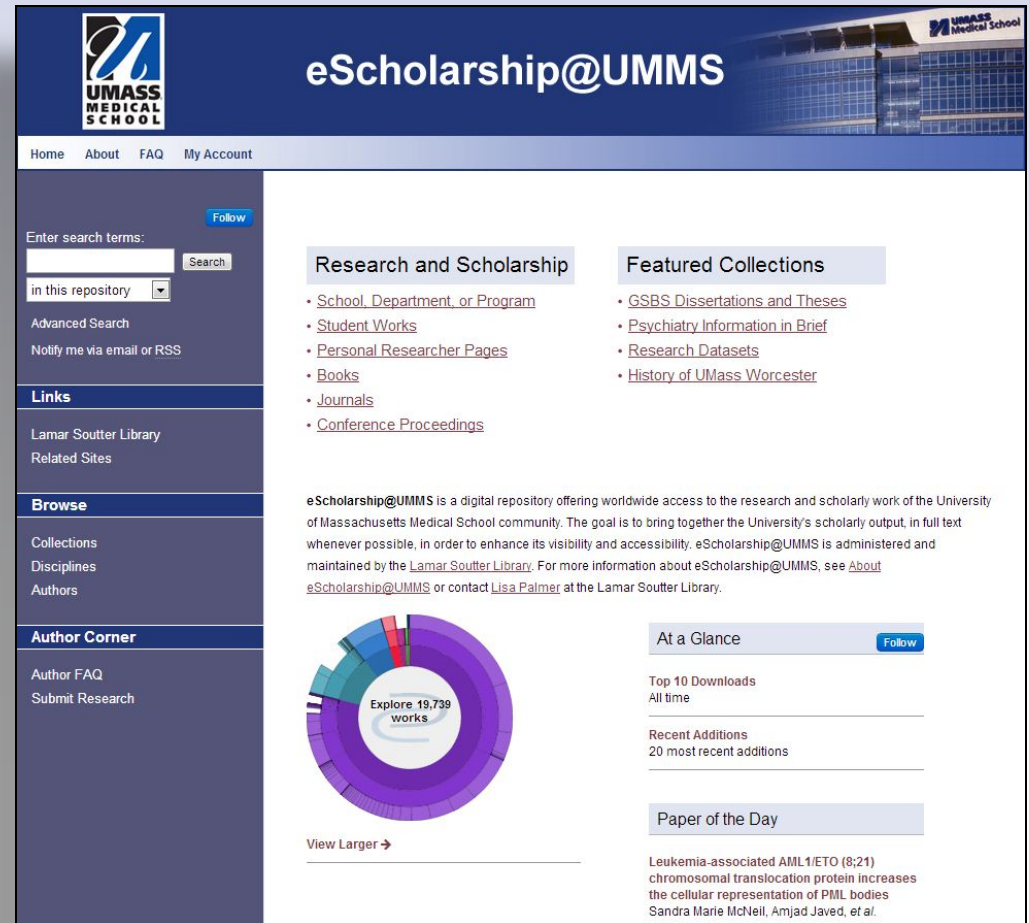 UMASS
MEDICAL
SCHOOL
eScholarship@UMMS
UMASS
Medical School
Home About FAQ My Account
Follow
Enter search terms:
Search
in this repository
Advanced Search
Notify me via email or RSS
Links
Lamar Soutter Library
Related Sites
Browse
Collections
Disciplines
Authors
Author Corner
Author FAQ
Submit Research
Research and Scholarship
• School, Department, or Program
• Student Works
• Personal Researcher Pages
• Books
• Journals
• Conference Proceedings
Featured Collections
• GSBS Dissertations and Theses
• Psychiatry Information in Brief
• Research Datasets
• History of UMass Worcester
eScholarship@UMMS is a digital repository offering worldwide access to the research and scholarly work of the University
of Massachusetts Medical School community. The goal is to bring together the University's scholarly output, in full text
whenever possible, in order to enhance its visibility and accessibility. eScholarship@UMMS is administered and
maintained by the Lamar Soutter Library. For more information about eScholarship@UMMS, see About
eScholarship@UMMS or contact Lisa Palmer at the Lamar Soutter Library.
Explore 19,739
works
View Larger →
At a Glance
Follow
Top 10 Downloads
All time
Recent Additions
20 most recent additions
Paper of the Day
Leukemia-associated AML1/ETO (8;21)
chromosomal translocation protein increases
the cellular representation of PML bodies
Sandra Marie McNeil, Amjad Javed, et al.